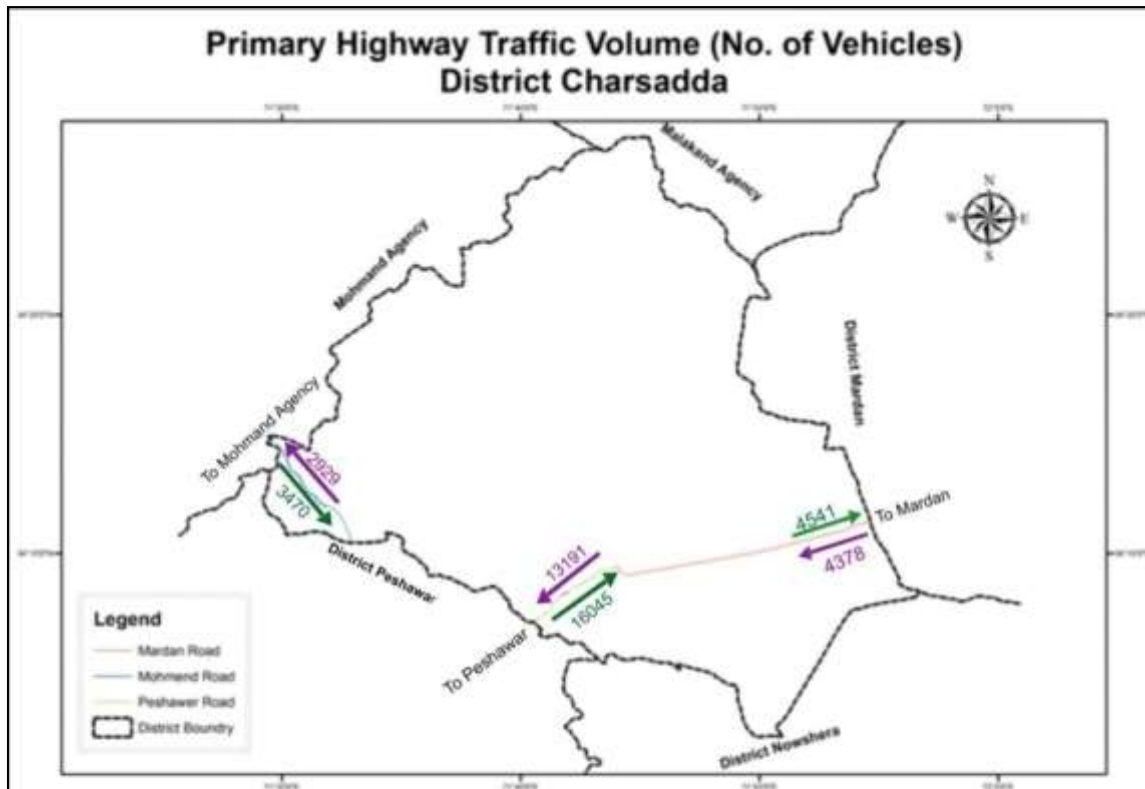 Primary Highway Traffic Volume (No. of Vehicles)
District Charsadda
Malakand Agency
N
W
E
S
Mohmand Agency
District Mardan
To Mohmand Agency
2929
3470
To Mardan
4541
4378
District Peshawar
13191
16045
To Peshawar
District Nowshera
Legend
Mardan Road
Mohmend Road
Peshawer Road
District Boundry